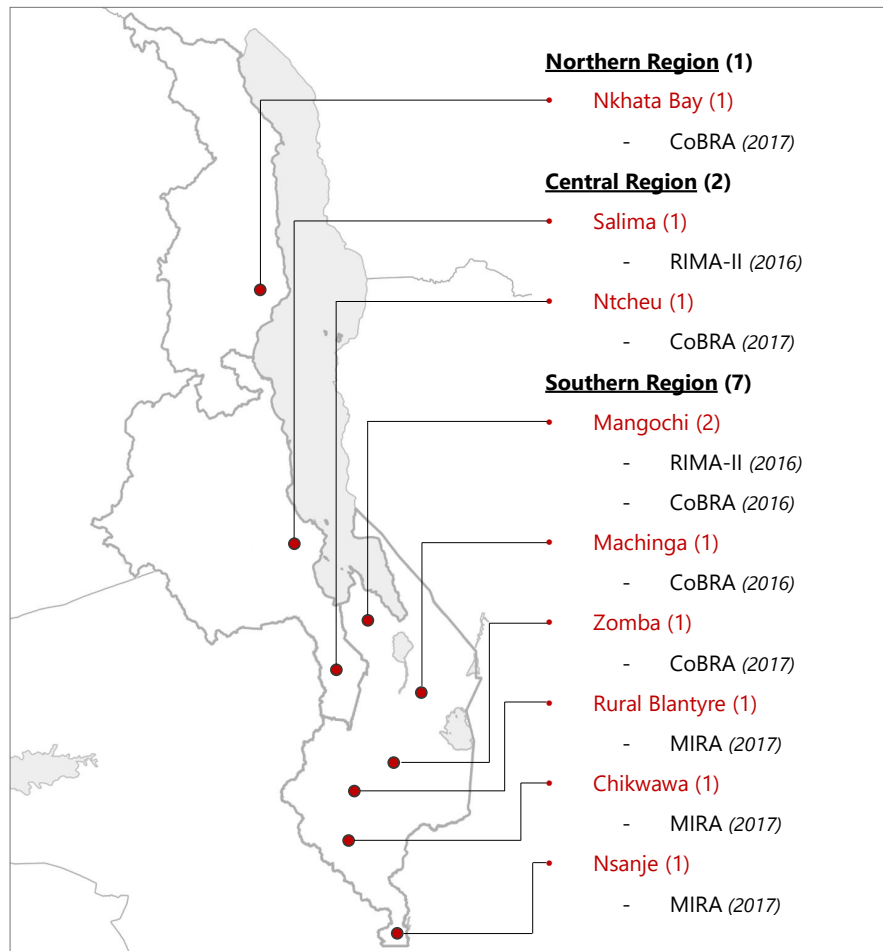 Northern Region (1)
Nkhata Bay (1)
- CoBRA (2017)
Central Region (2)
Salima (1)
- RIMA-II (2016)
Ntcheu (1)
- CoBRA (2017)
Southern Region (7)
Mangochi (2)
- RIMA-II (2016)
- CoBRA (2016)
Machinga (1)
- CoBRA (2016)
Zomba (1)
- CoBRA (2017)
Rural Blantyre (1)
- MIRA (2017)
Chikwawa (1)
- MIRA (2017)
Nsanje (1)
- MIRA (2017)